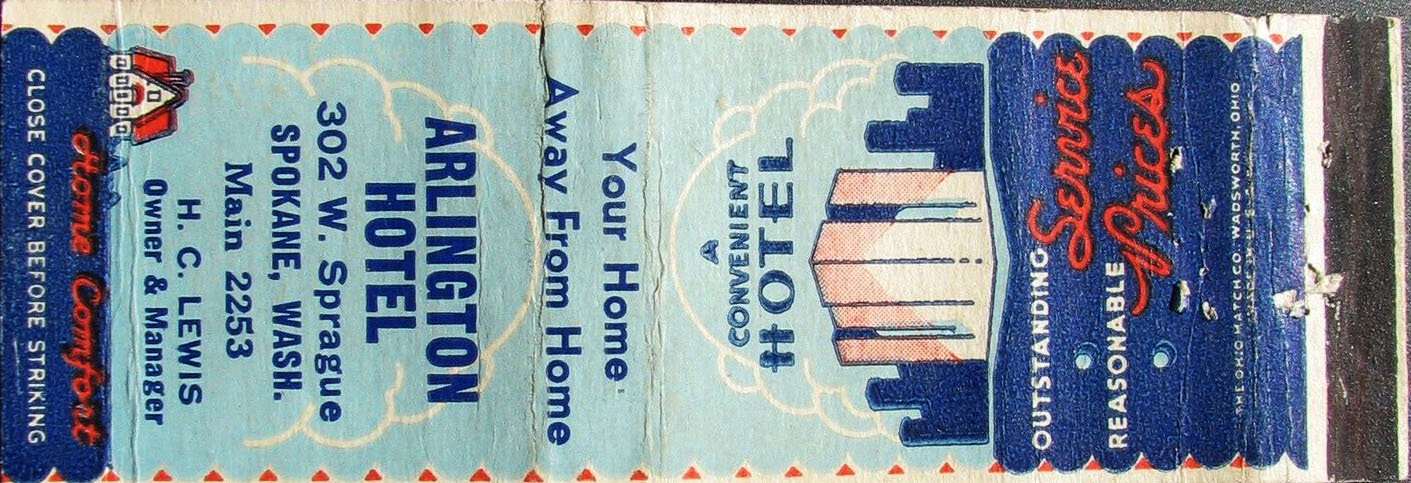 Your Home
Away From Home
ARLINGTON
HOTEL
302 W. Sprague
SPOKANE, WASH.
Main 2253
H. C. LEWIS
Owner & Manager
Home Comfort
CLOSE COVER BEFORE STRIKING
A
CONVENIENT
HOTEL
OUTSTANDING Service
REASONABLE Prices
THE OHIO MATCH CO. WADSWORTH, OHIO